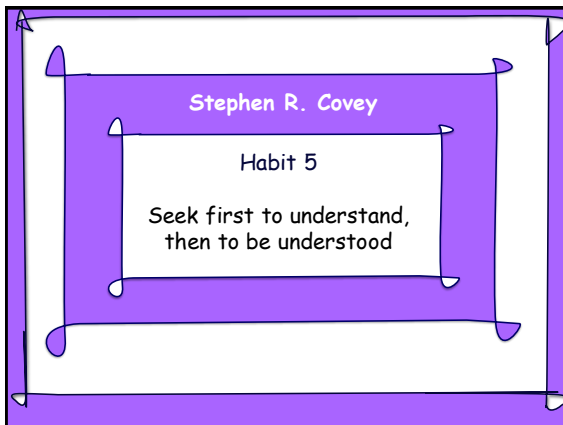 Stephen R. Covey
Habit 5
Seek first to understand,
then to be understood